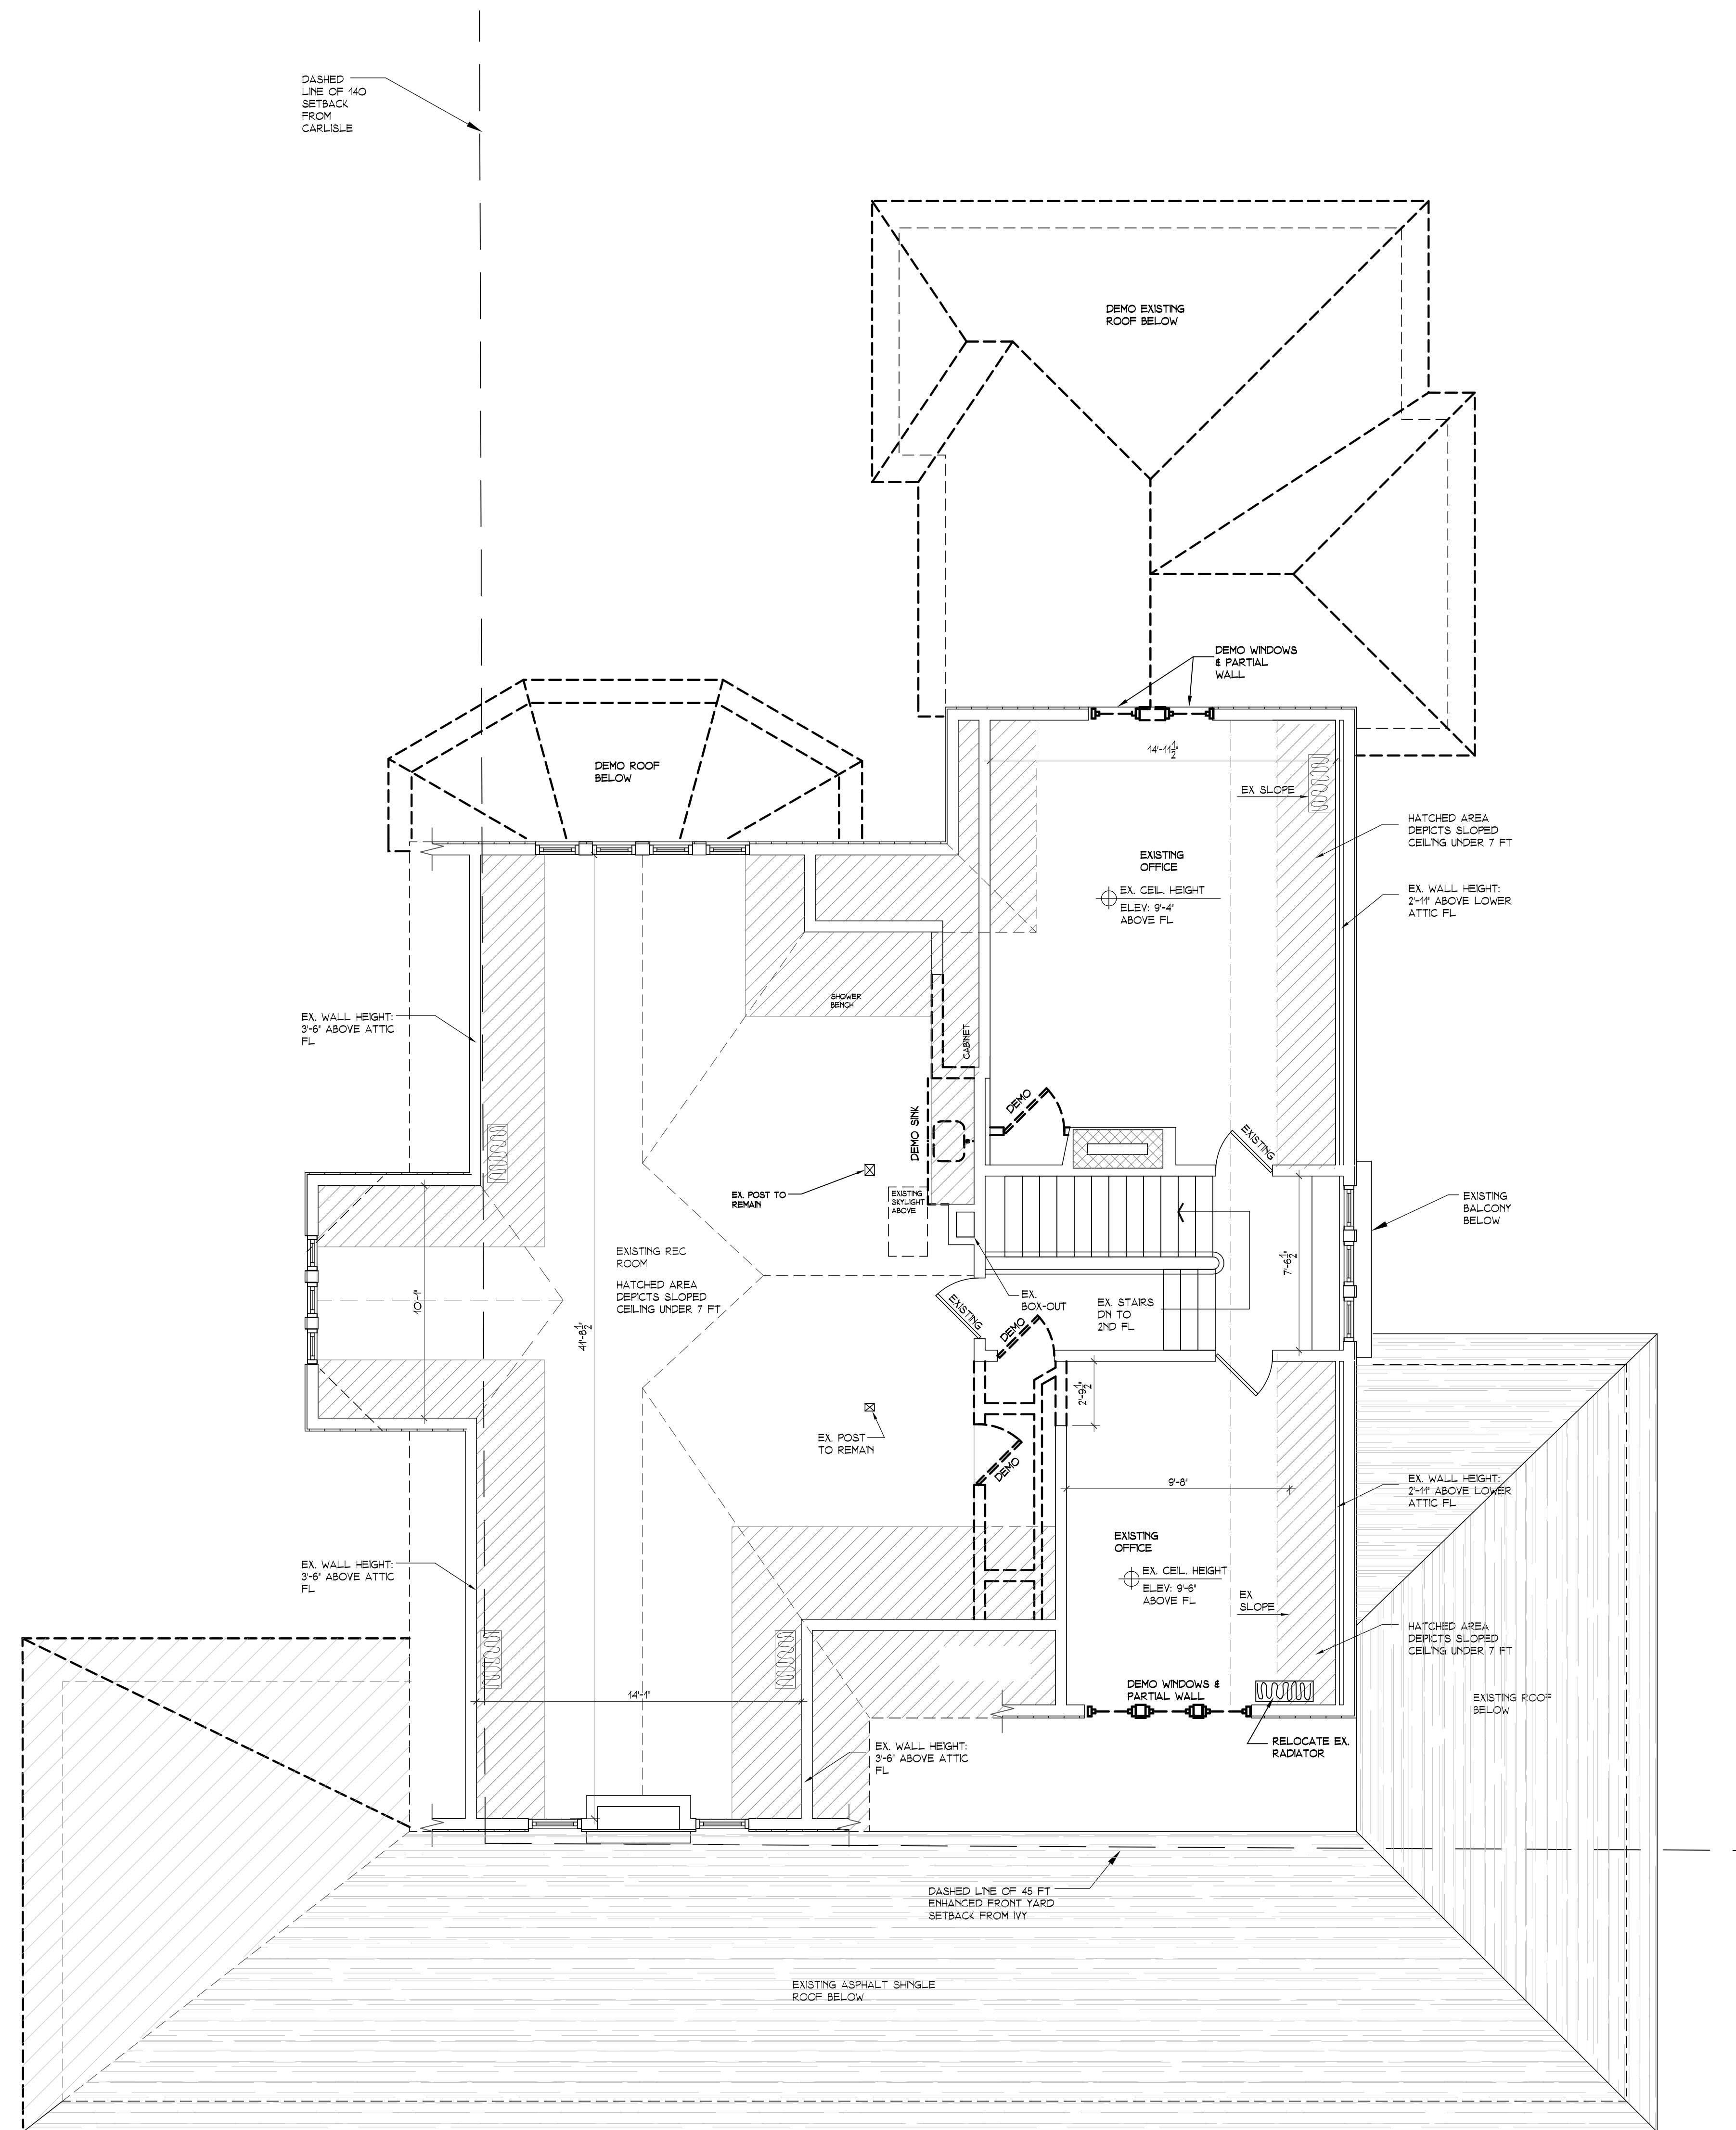 DASHED
LINE OF 140
SETBACK
FROM
CARLISLE
DEMO EXISTING
ROOF BELOW
DEMO WINDOWS
& PARTIAL
WALL
DEMO ROOF
BELOW
14'-11 1/2"
EX SLOPE
HATCHED AREA
DEPICTS SLOPED
CEILING UNDER 7 FT
EXISTING
OFFICE
EX. CEIL. HEIGHT
ELEV: 9'-4"
ABOVE FL
EX. WALL HEIGHT:
2'-11" ABOVE LOWER
ATTIC FL
SHOWER
BENCH
EX. WALL HEIGHT:
3'-6" ABOVE ATTIC
FL
CABINET
DEMO
DEMO SINK
EXISTING
EX. POST TO
REMAIN
EXISTING
SKYLIGHT
ABOVE
EXISTING
BALCONY
BELOW
EXISTING REC
ROOM
HATCHED AREA
DEPICTS SLOPED
CEILING UNDER 7 FT
10'-1"
41'-8 1/2"
7'-6 1/2"
EX.
BOX-OUT
EX. STAIRS
DN TO
2ND FL
EXISTING
DEMO
2'-9 1/2"
EX. POST
TO REMAIN
DEMO
9'-8"
EX. WALL HEIGHT:
2'-11" ABOVE LOWER
ATTIC FL
EXISTING
OFFICE
EX. CEIL. HEIGHT
ELEV: 9'-6"
ABOVE FL
EX. WALL HEIGHT:
3'-6" ABOVE ATTIC
FL
EX
SLOPE
HATCHED AREA
DEPICTS SLOPED
CEILING UNDER 7 FT
14'-1"
DEMO WINDOWS &
PARTIAL WALL
EXISTING ROOF
BELOW
RELOCATE EX.
RADIATOR
EX. WALL HEIGHT:
3'-6" ABOVE ATTIC
FL
DASHED LINE OF 45 FT
ENHANCED FRONT YARD
SETBACK FROM IVY
EXISTING ASPHALT SHINGLE
ROOF BELOW